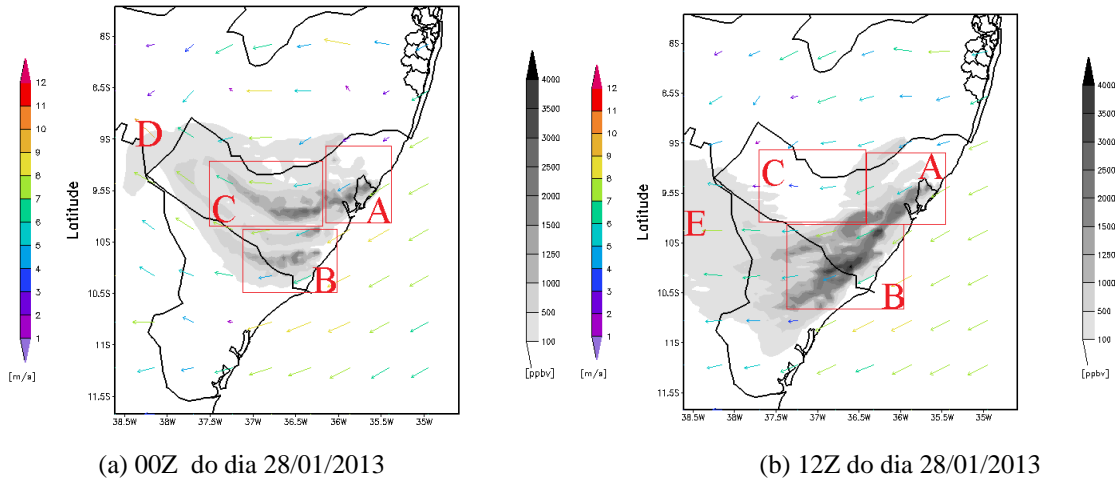 12
11
10
9
8
7
6
5
4
3
2
1
[m/s]
Latitude
8S
8.5S
9S
9.5S
10S
10.5S
11S
11.5S
38.5W
38W
37.5W
37W
36.5W
36W
35.5W
35W
D
C
A
B
4000
3000
2500
2000
1500
1250
1000
500
100
[ppbv]
(a) 00Z do dia 28/01/2013
12
11
10
9
8
7
6
5
4
3
2
1
[m/s]
Latitude
8S
8.5S
9S
9.5S
10S
10.5S
11S
11.5S
38.5W
38W
37.5W
37W
36.5W
36W
35.5W
35W
A
C
E
B
4000
3000
2500
2000
1500
1250
1000
500
100
[ppbv]
(b) 12Z do dia 28/01/2013